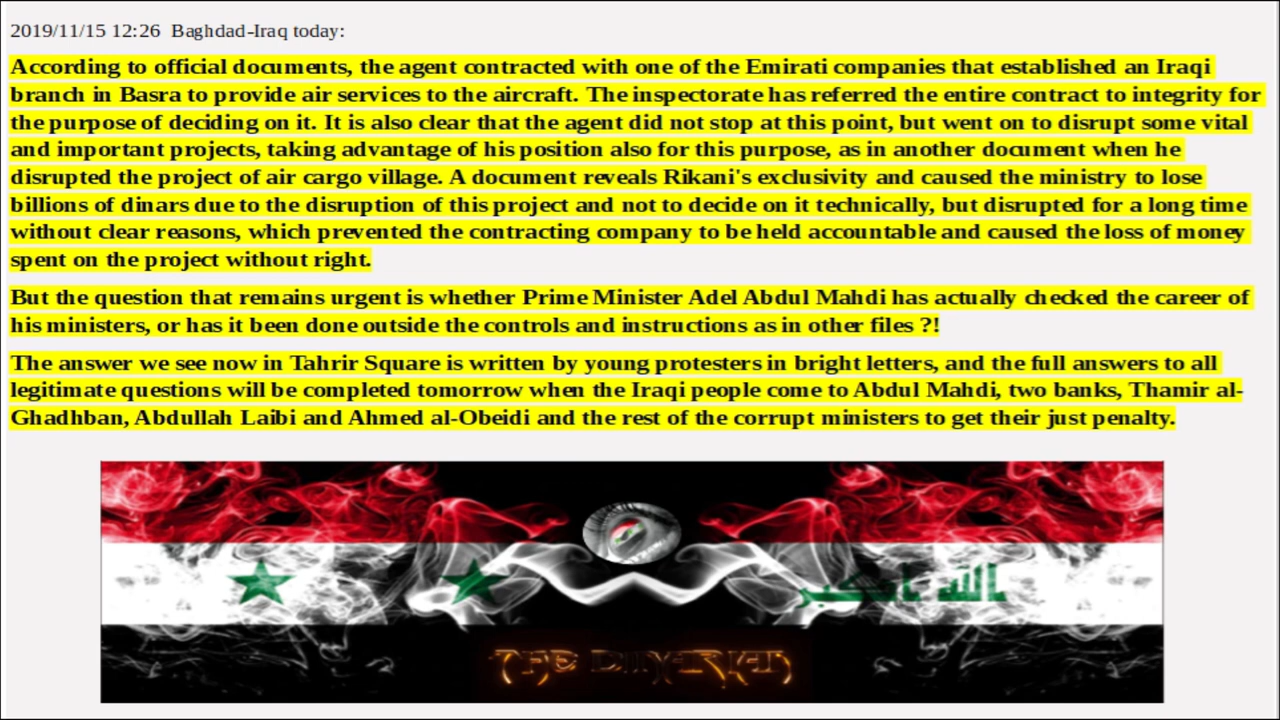 2019/11/15 12:26 Baghdad-Iraq today:
According to official documents, the agent contracted with one of the Emirati companies that established an Iraqi
branch in Basra to provide air services to the aircraft. The inspectorate has referred the entire contract to integrity for
the purpose of deciding on it. It is also clear that the agent did not stop at this point, but went on to disrupt some vital
and important projects, taking advantage of his position also for this purpose, as in another document when he
disrupted the project of air cargo village. A document reveals Rikani's exclusivity and caused the ministry to lose
billions of dinars due to the disruption of this project and not to decide on it technically, but disrupted for a long time
without clear reasons, which prevented the contracting company to be held accountable and caused the loss of money
spent on the project without right.
But the question that remains urgent is whether Prime Minister Adel Abdul Mahdi has actually checked the career of
his ministers, or has it been done outside the controls and instructions as in other files ?!
The answer we see now in Tahrir Square is written by young protesters in bright letters, and the full answers to all
legitimate questions will be completed tomorrow when the Iraqi people come to Abdul Mahdi, two banks, Thamir al-
Ghadhban, Abdullah Laibi and Ahmed al-Obeidi and the rest of the corrupt ministers to get their just penalty.
الله اكبر
THE DINARIAN